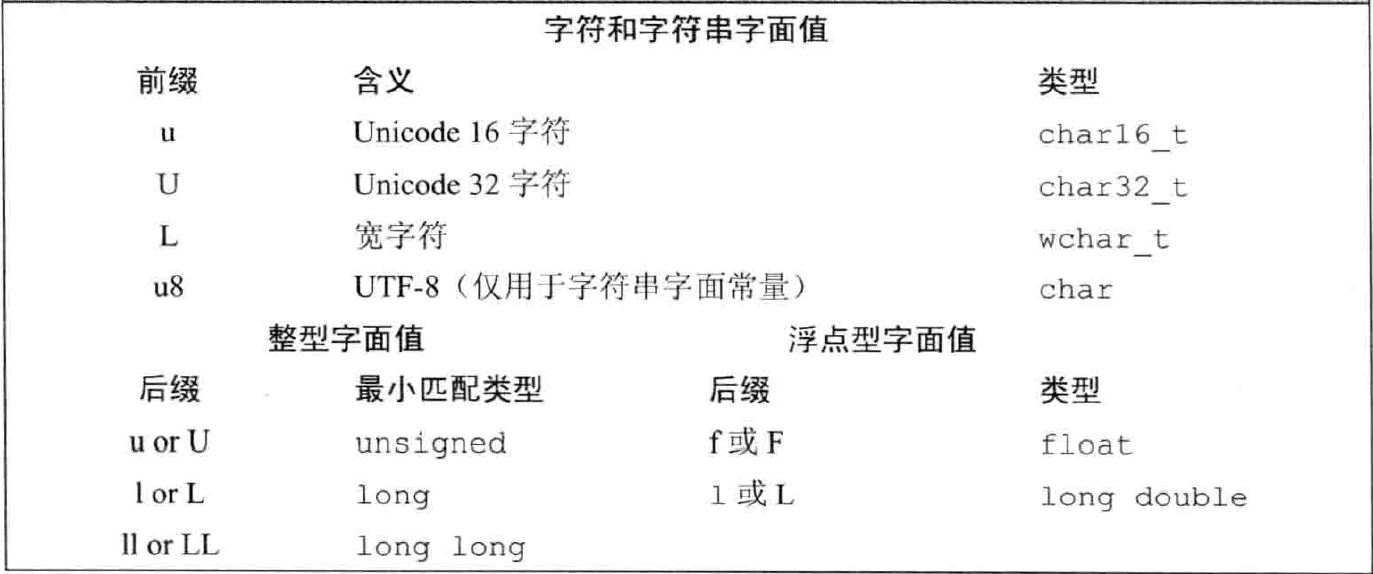 字符和字符串字面值
前缀 含义 类型
u Unicode 16 字符 char16_t
U Unicode 32 字符 char32_t
L 宽字符 wchar_t
u8 UTF-8（仅用于字符串字面常量） char
整型字面值 浮点型字面值
后缀 最小匹配类型 后缀 类型
u or U unsigned f 或 F float
l or L long l 或 L long double
ll or LL long long